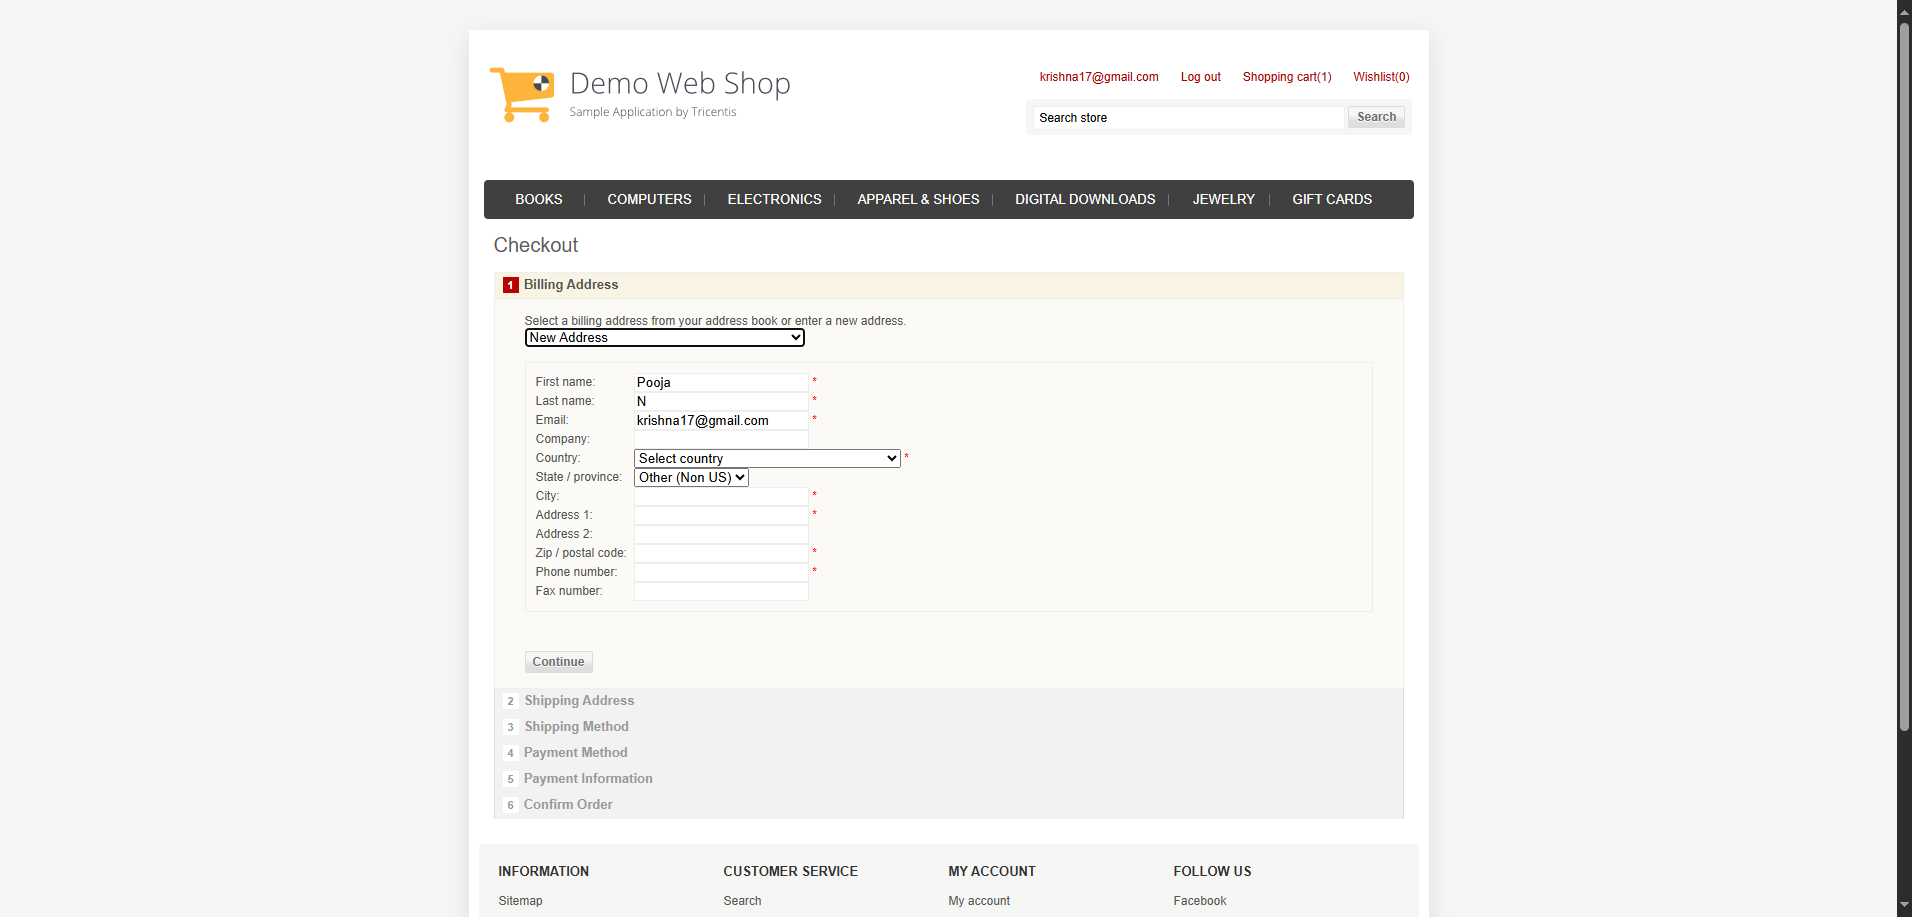 Demo Web Shop
Sample Application by Tricentis
krishna17@gmail.com Log out Shopping cart(1) Wishlist(0)
Search store Search
BOOKS COMPUTERS ELECTRONICS APPAREL & SHOES DIGITAL DOWNLOADS JEWELRY GIFT CARDS
Checkout
1 Billing Address
Select a billing address from your address book or enter a new address.
New Address
First name: Pooja *
Last name: N *
Email: krishna17@gmail.com *
Company:
Country: Select country *
State / province: Other (Non US)
City: *
Address 1: *
Address 2:
Zip / postal code: *
Phone number: *
Fax number:
Continue
2 Shipping Address
3 Shipping Method
4 Payment Method
5 Payment Information
6 Confirm Order
INFORMATION CUSTOMER SERVICE MY ACCOUNT FOLLOW US
Sitemap Search My account Facebook